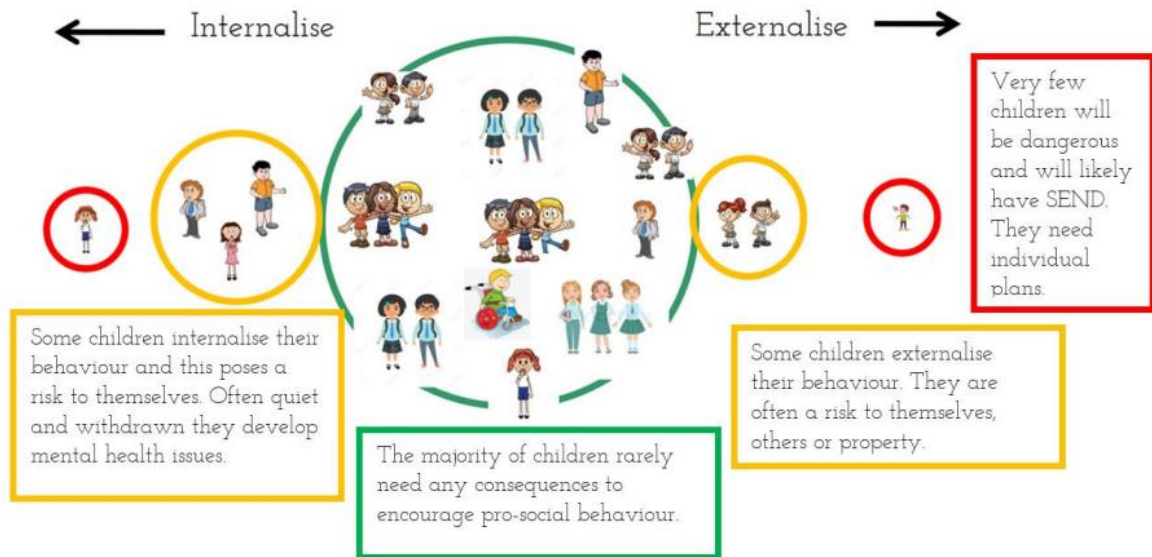 Internalise
Externalise
Very few
children will
be dangerous
and will likely
have SEND.
They need
individual
plans.
Some children internalise their
behaviour and this poses a
risk to themselves. Often quiet
and withdrawn they develop
mental health issues.
The majority of children rarely
need any consequences to
encourage pro-social behaviour.
Some children externalise
their behaviour. They are
often a risk to themselves,
others or property.